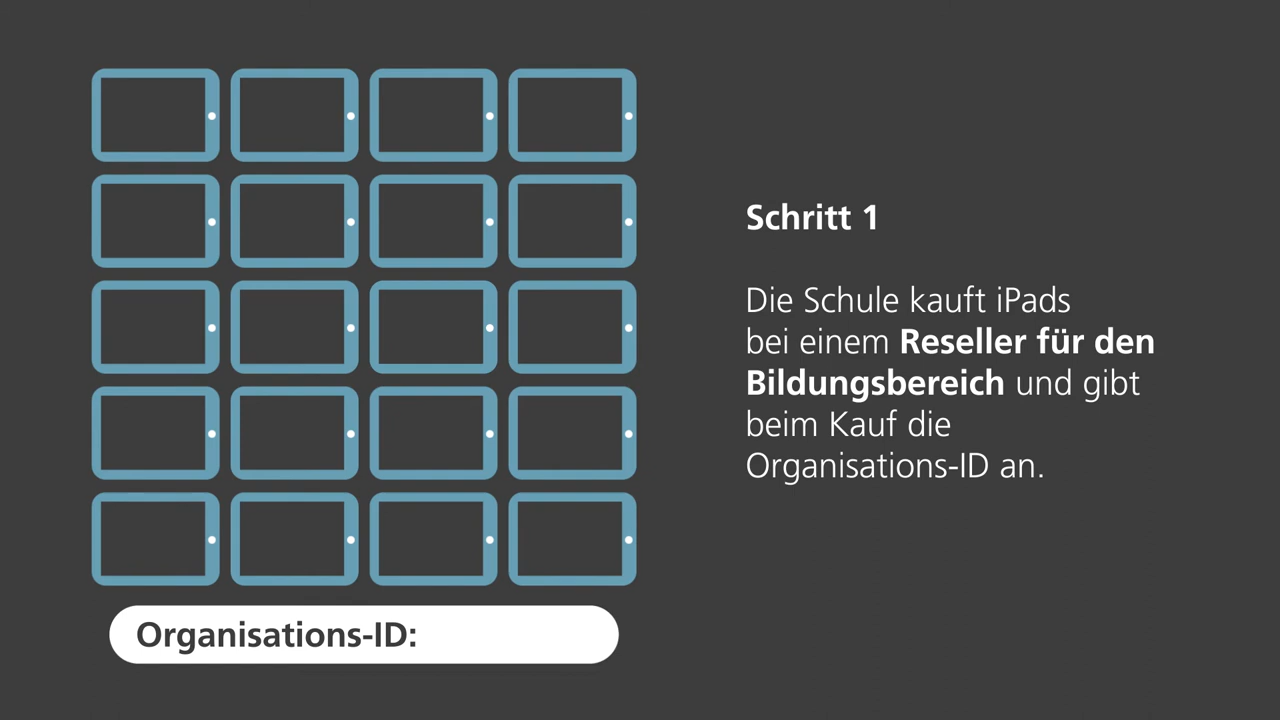 Schritt 1
Die Schule kauft iPads
bei einem Reseller für den
Bildungsbereich und gibt
beim Kauf die
Organisations-ID an.
Organisations-ID: